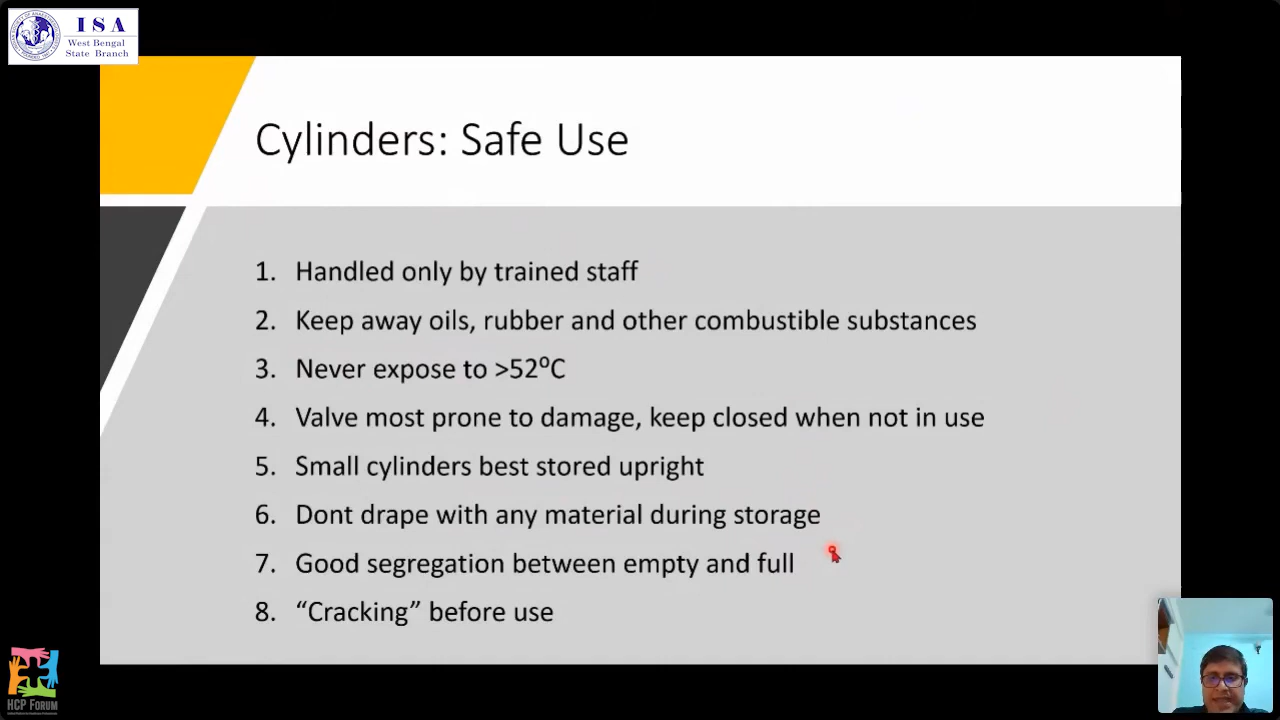 ISA
West Bengal
State Branch
Cylinders: Safe Use
1. Handled only by trained staff
2. Keep away oils, rubber and other combustible substances
3. Never expose to >52⁰C
4. Valve most prone to damage, keep closed when not in use
5. Small cylinders best stored upright
6. Dont drape with any material during storage
7. Good segregation between empty and full
8. “Cracking” before use
HCP FORUM